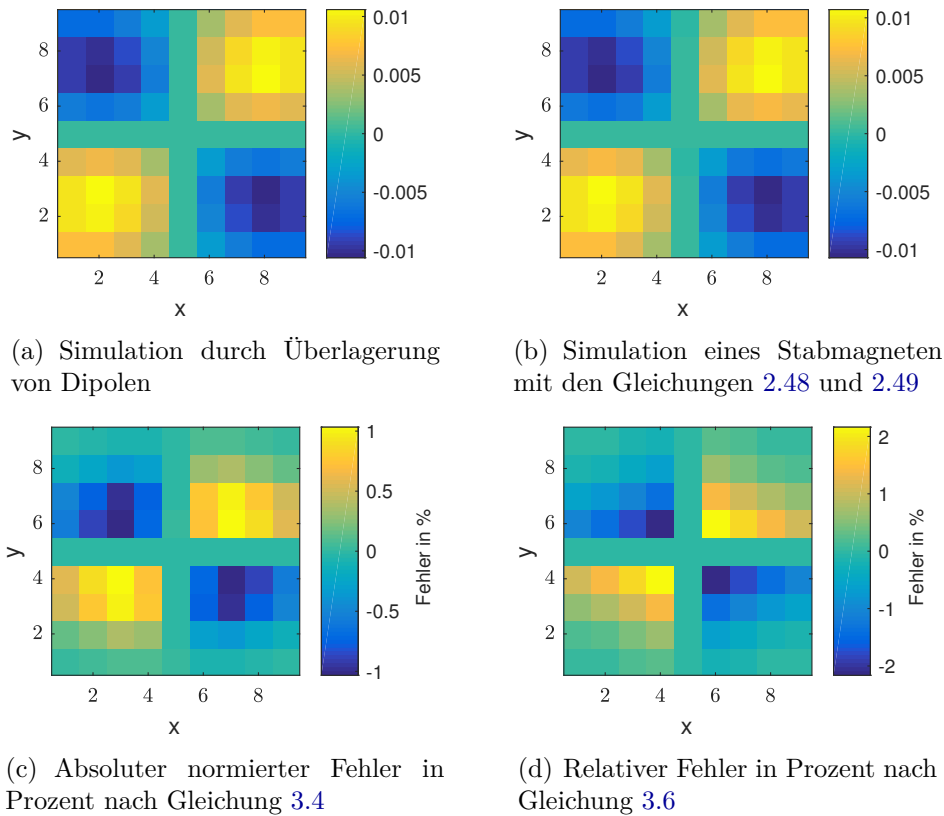 0.01
0.005
0
-0.005
-0.01
8
6
4
2
y
2
4
6
8
x
(a) Simulation durch Überlagerung
von Dipolen
0.01
0.005
0
-0.005
-0.01
8
6
4
2
y
2
4
6
8
x
(b) Simulation eines Stabmagneten
mit den Gleichungen 2.48 und 2.49
1
0.5
0
-0.5
-1
Fehler in %
8
6
4
2
y
2
4
6
8
x
(c) Absoluter normierter Fehler in
Prozent nach Gleichung 3.4
2
1
0
-1
-2
Fehler in %
8
6
4
2
y
2
4
6
8
x
(d) Relativer Fehler in Prozent nach
Gleichung 3.6